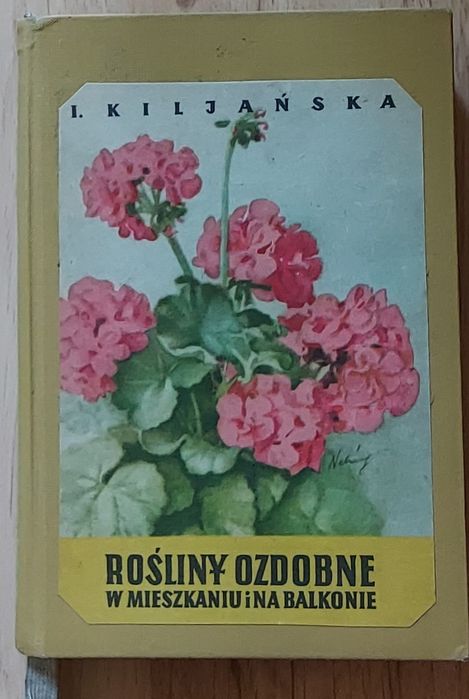 I. KILJAŃSKA
ROŚLINY OZDOBNE
W MIESZKANIU i NA BALKONIE